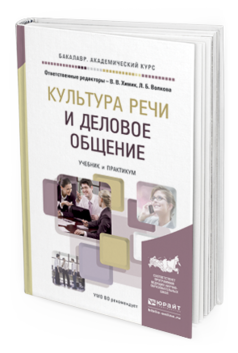 БАКАЛАВР. АКАДЕМИЧЕСКИЙ КУРС
Ответственные редакторы – В. В. Химик, Л. Б. Волкова
КУЛЬТУРА РЕЧИ
И ДЕЛОВОЕ
ОБЩЕНИЕ
УЧЕБНИК и ПРАКТИКУМ
УМО ВО рекомендует
ЮРАЙТ